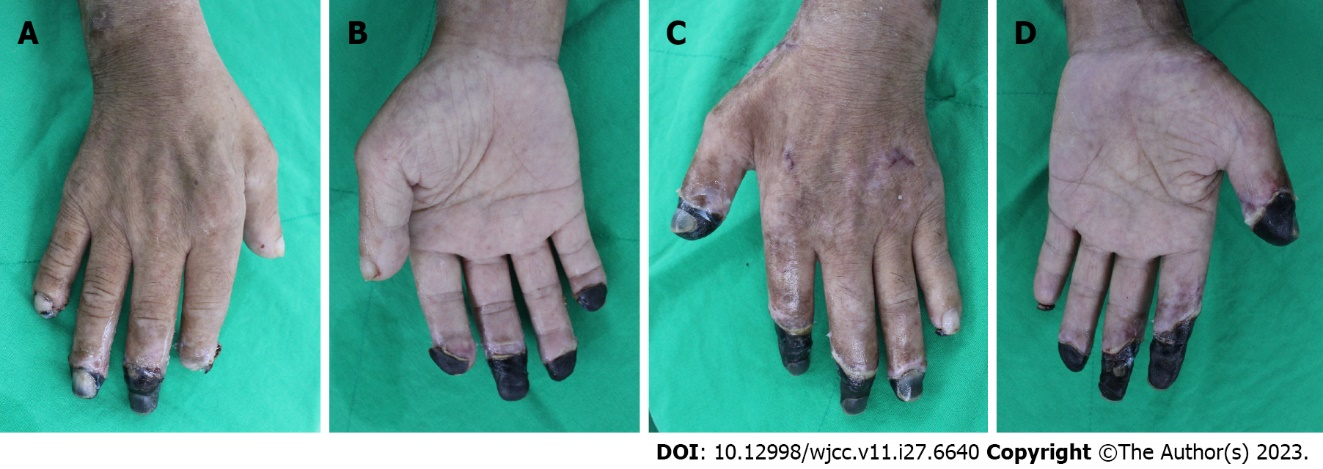 A
B
C
D
DOI: 10.12998/wjcc.v11.i27.6640 Copyright ©The Author(s) 2023.